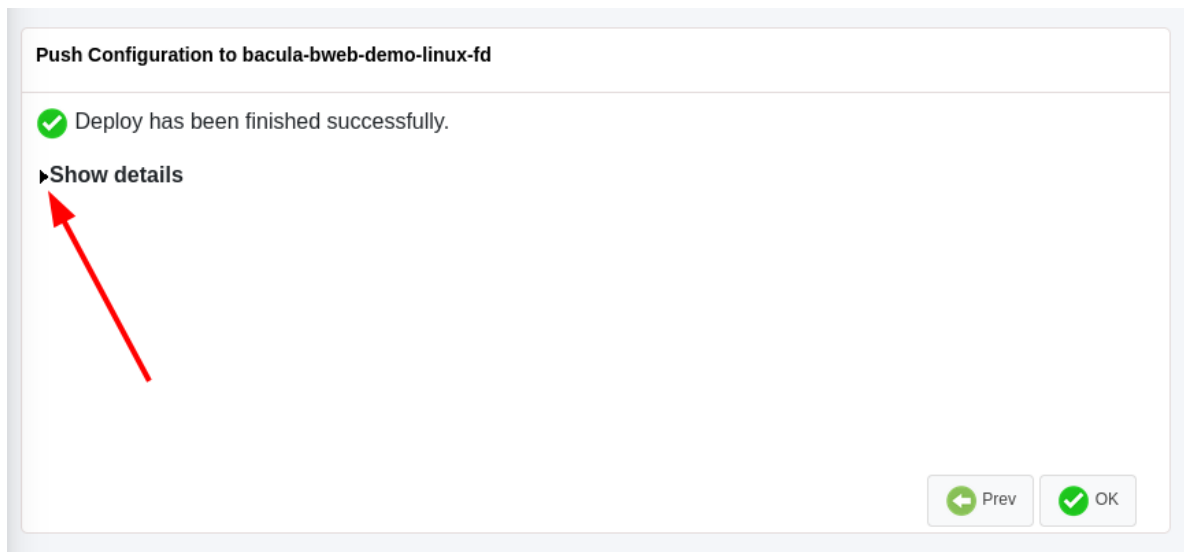 Push Configuration to bacula-bweb-demo-linux-fd
Deploy has been finished successfully.
Show details
Prev
OK